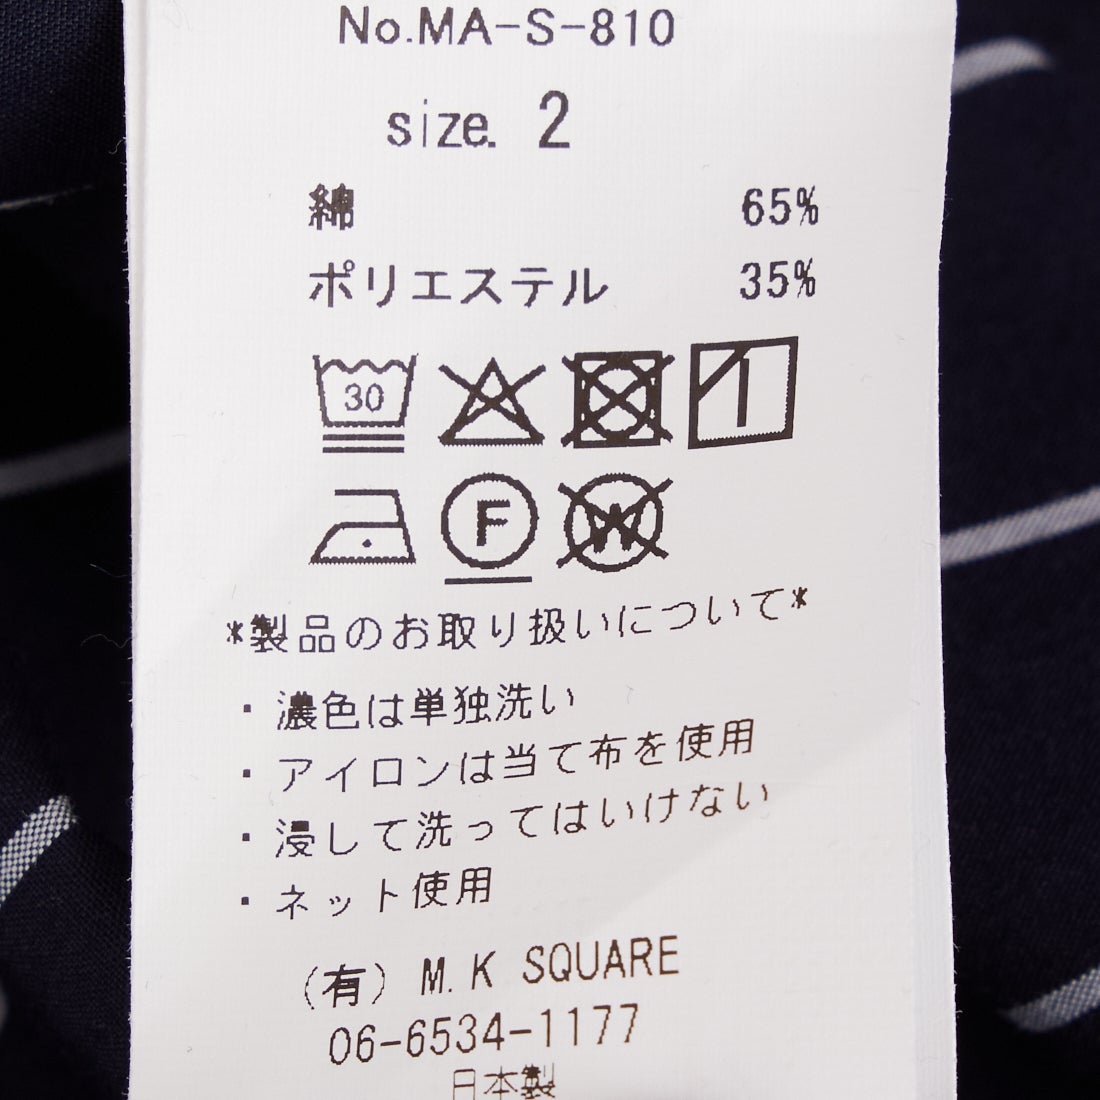 No.MA-S-810
size. 2
綿 65%
ポリエステル 35%
30
F W
*製品のお取り扱いについて*
・濃色は単独洗い
・アイロンは当て布を使用
・浸して洗ってはいけない
・ネット使用
(有) M.K SQUARE
06-6534-1177
日本製